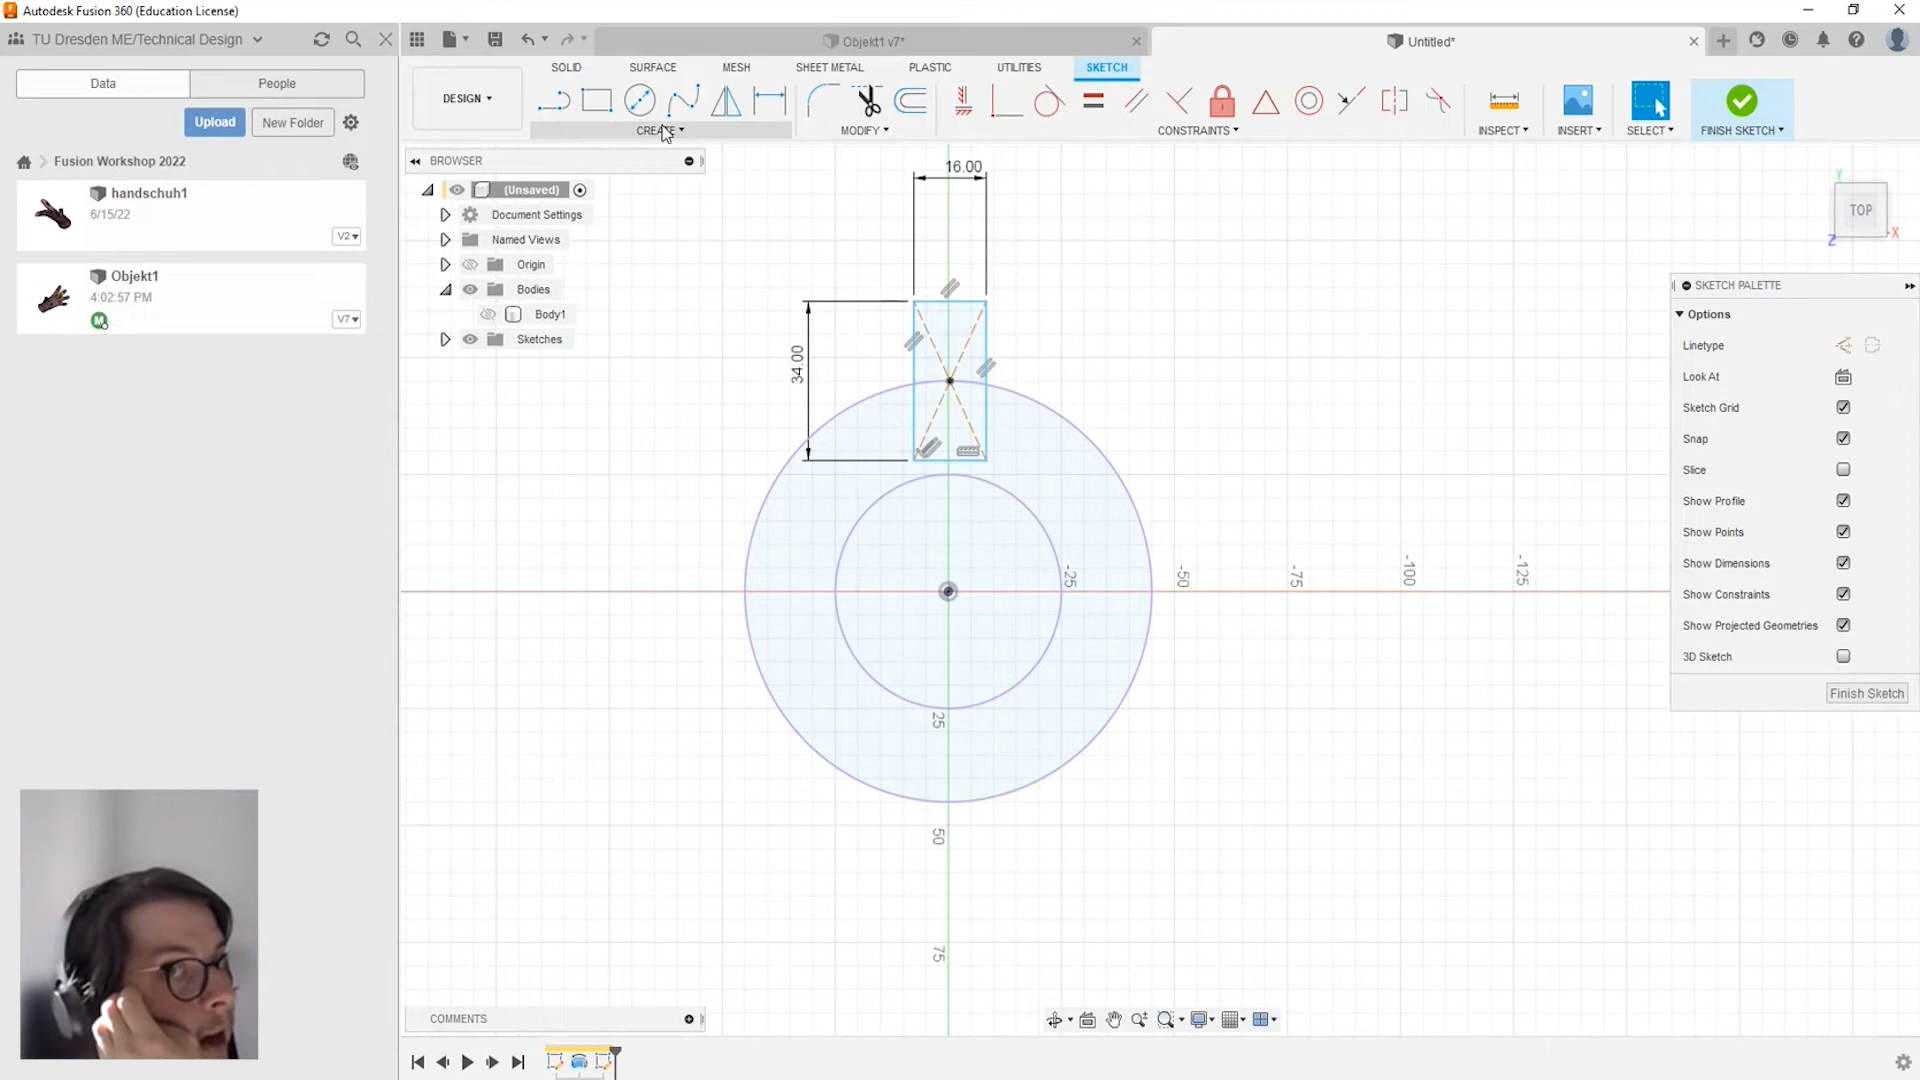 Autodesk Fusion 360 (Education License)
TU Dresden ME/Technical Design
Objekt1 v7*
Untitled*
Data
People
SOLID
SURFACE
MESH
SHEET METAL
PLASTIC
UTILITIES
SKETCH
DESIGN
Upload
New Folder
CREATE
MODIFY
CONSTRAINTS
INSPECT
INSERT
SELECT
FINISH SKETCH
Fusion Workshop 2022
handschuh1
6/15/22
V2
Objekt1
4:02:57 PM
M
V7
BROWSER
(Unsaved)
Document Settings
Named Views
Origin
Bodies
Body1
Sketches
16.00
34.00
-25
-50
-75
-100
-125
25
50
75
Y
TOP
Z
-X
SKETCH PALETTE
Options
Linetype
Look At
Sketch Grid
Snap
Slice
Show Profile
Show Points
Show Dimensions
Show Constraints
Show Projected Geometries
3D Sketch
Finish Sketch
COMMENTS